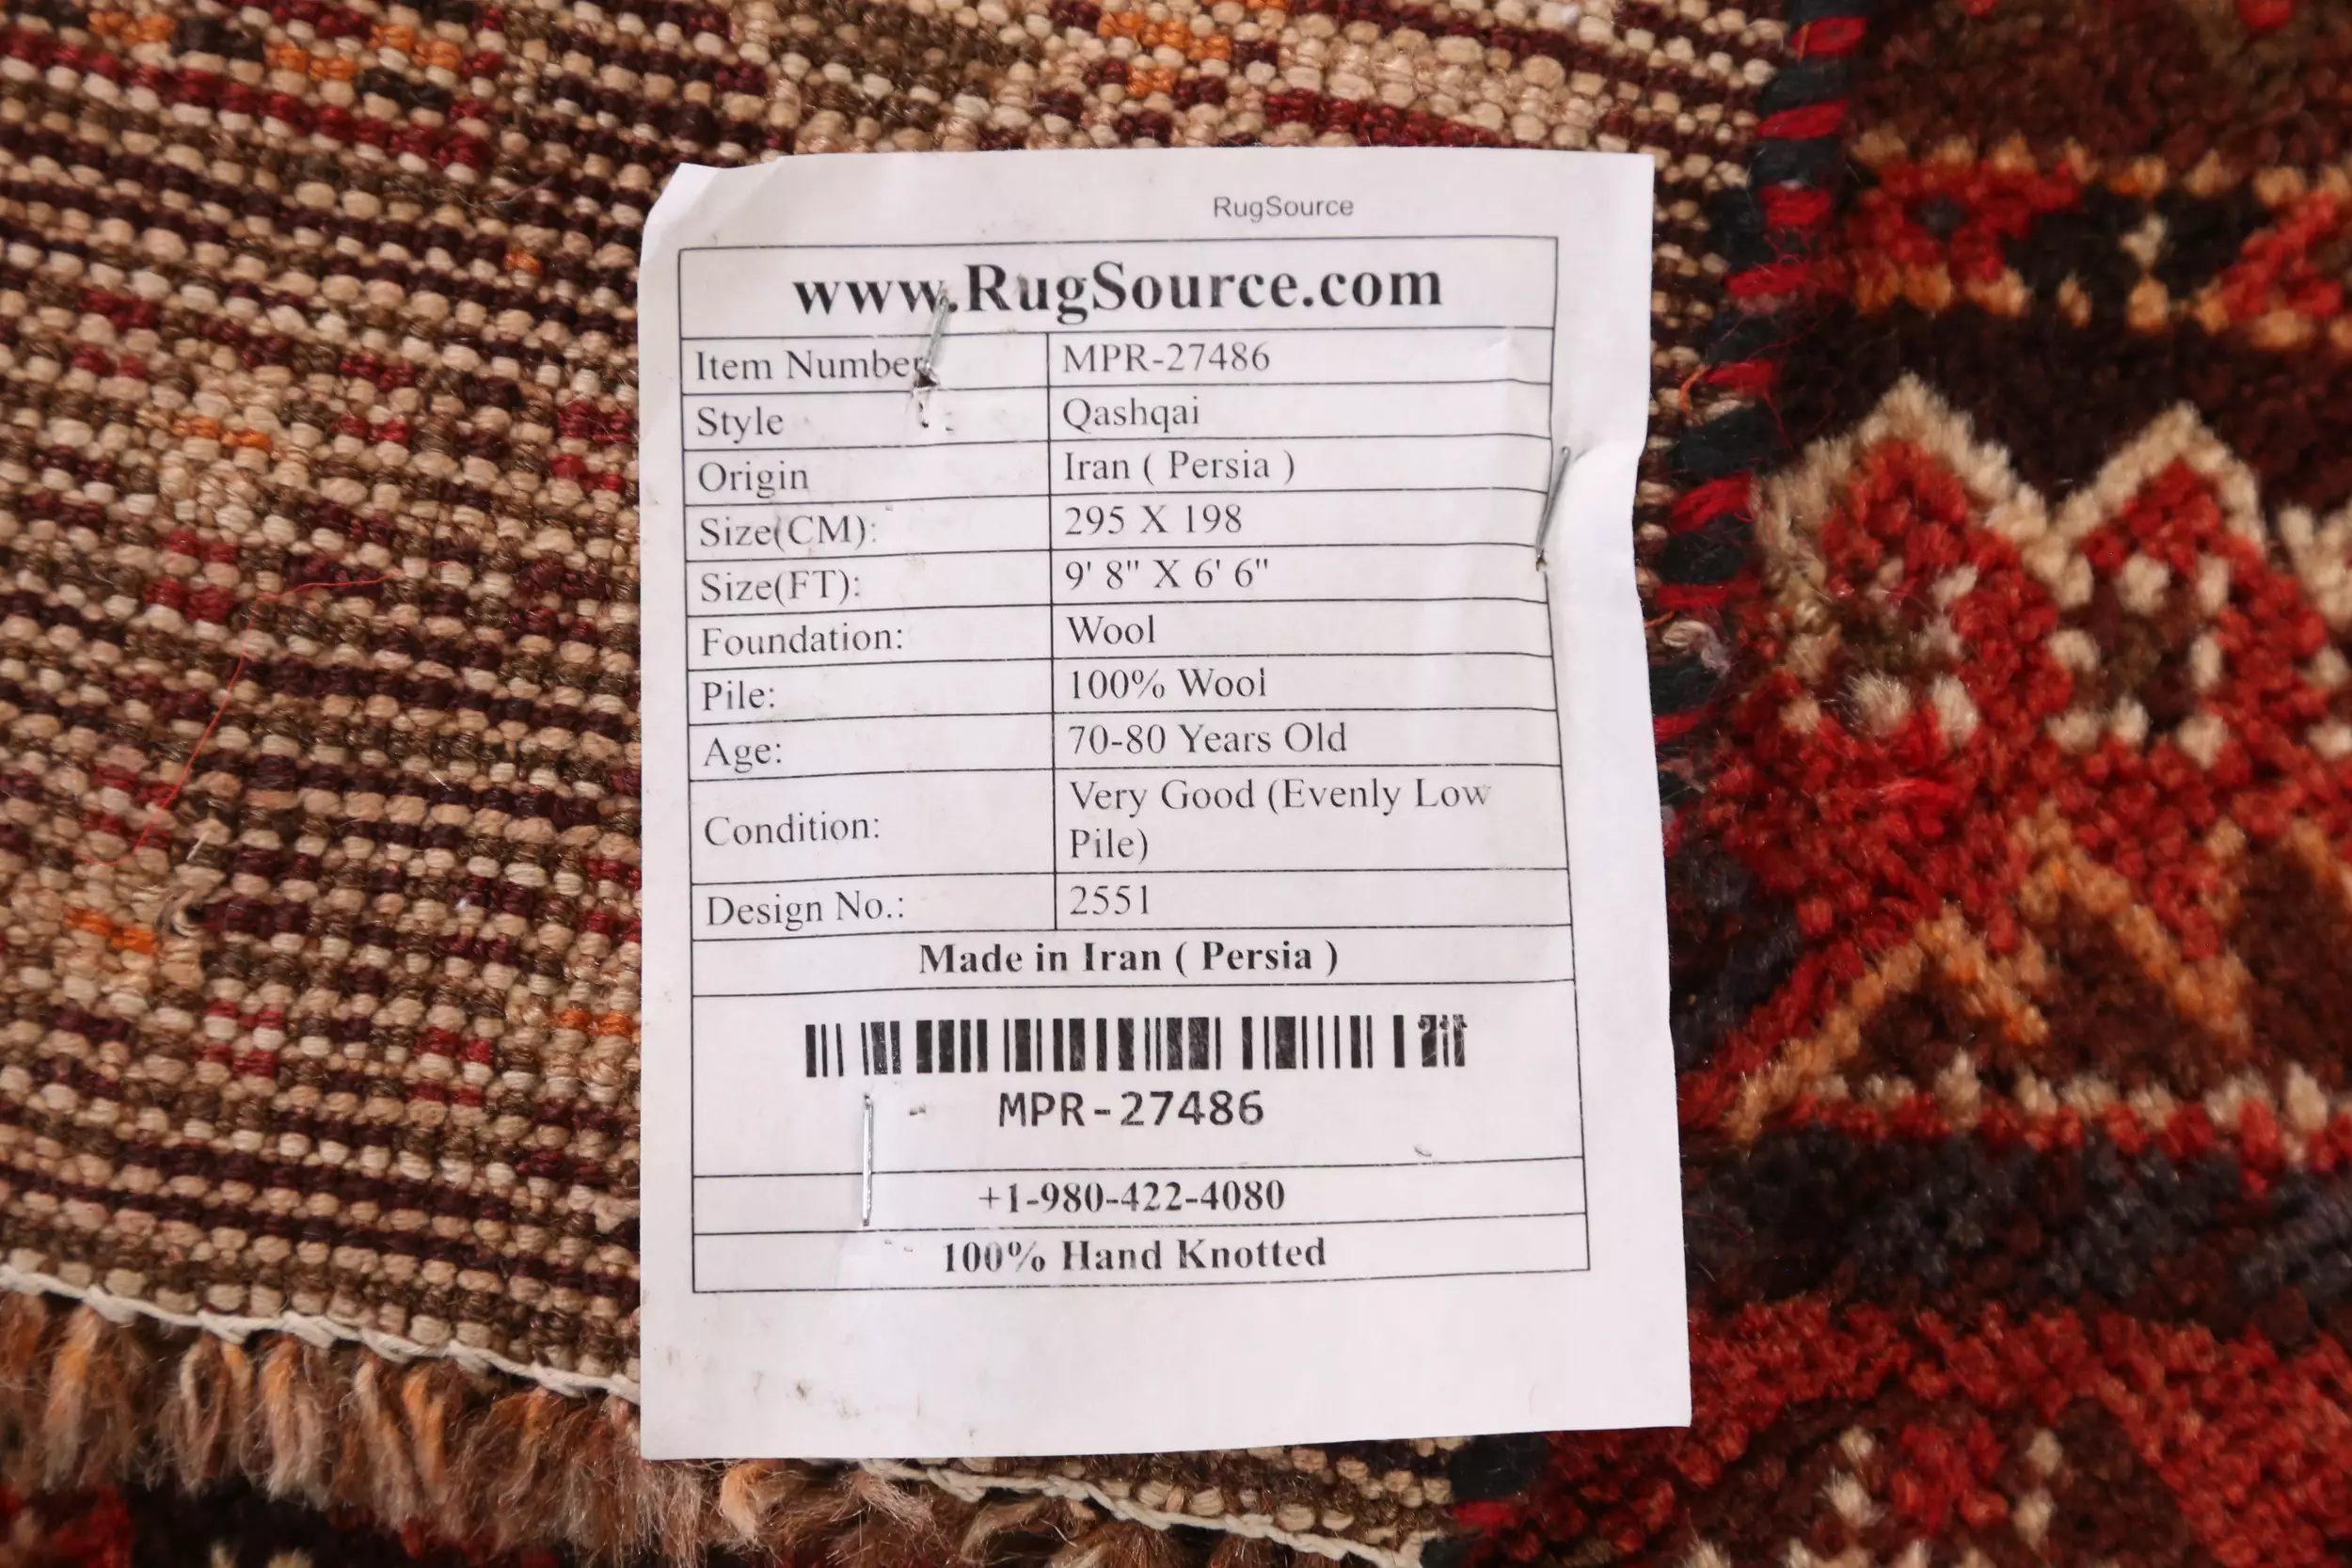 RugSource
www.RugSource.com
Item Number MPR-27486
Style Qashqai
Origin Iran ( Persia )
Size(CM): 295 X 198
Size(FT): 9' 8" X 6' 6"
Foundation: Wool
Pile: 100% Wool
Age: 70-80 Years Old
Condition: Very Good (Evenly Low
Pile)
Design No.: 2551
Made in Iran ( Persia )
MPR-27486
+1-980-422-4080
100% Hand Knotted